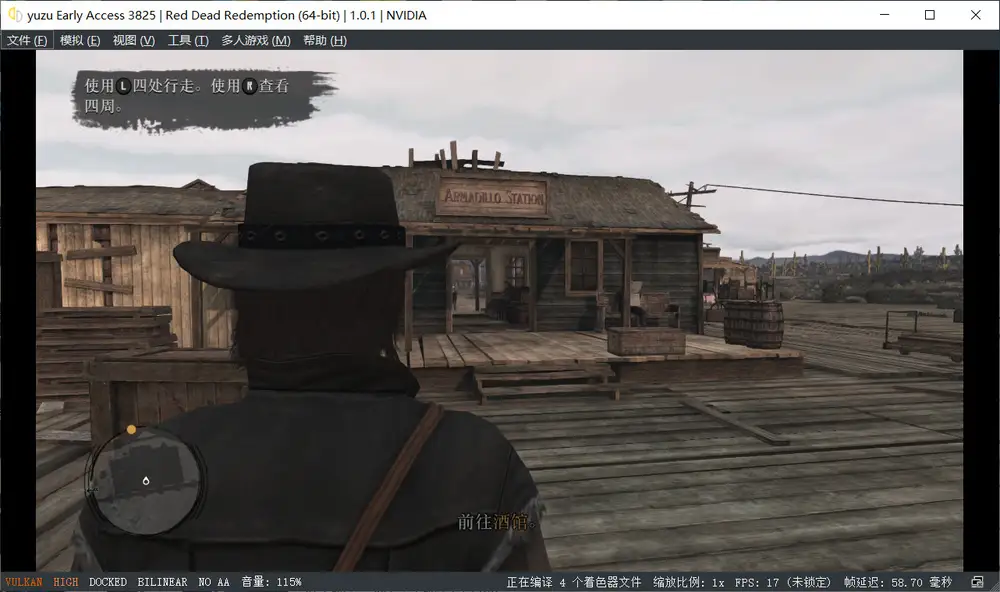 yuzu Early Access 3825 | Red Dead Redemption (64-bit) | 1.0.1 | NVIDIA
文件 (F) 模拟 (E) 视图 (V) 工具 (T) 多人游戏 (M) 帮助 (H)
使用L四处行走。使用R查看
四周。
ARMADILLO STATION
前往酒馆。
VULKAN HIGH DOCKED BILINEAR NO AA 音量: 115% 正在编译 4 个着色器文件 缩放比例: 1x FPS: 17 (未锁定) 帧延迟: 58.70 毫秒